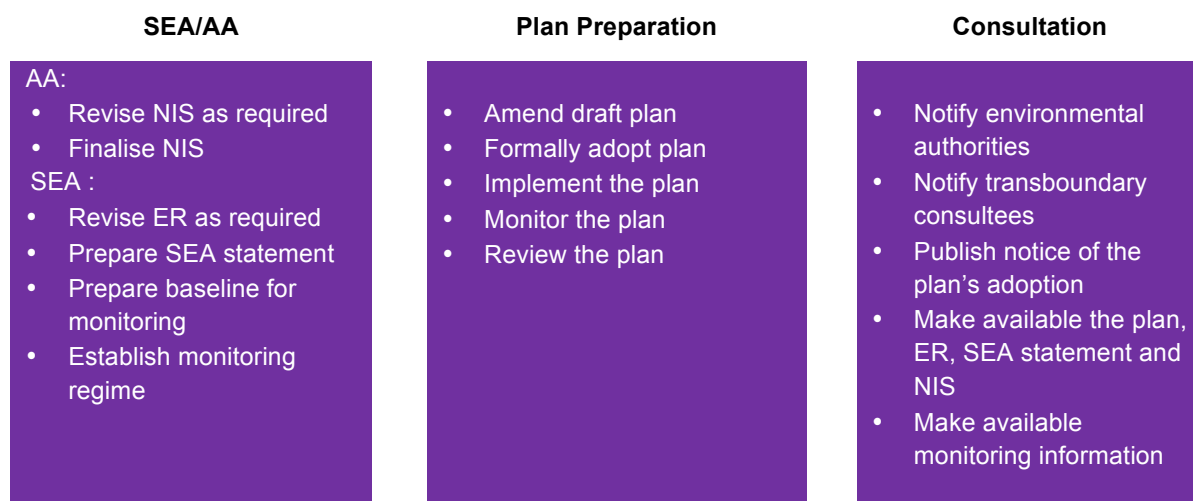 SEA/AA
AA:
• Revise NIS as required
• Finalise NIS
SEA :
• Revise ER as required
• Prepare SEA statement
• Prepare baseline for
monitoring
• Establish monitoring
regime
Plan Preparation
• Amend draft plan
• Formally adopt plan
• Implement the plan
• Monitor the plan
• Review the plan
Consultation
• Notify environmental
authorities
• Notify transboundary
consultees
• Publish notice of the
plan’s adoption
• Make available the plan,
ER, SEA statement and
NIS
• Make available
monitoring information